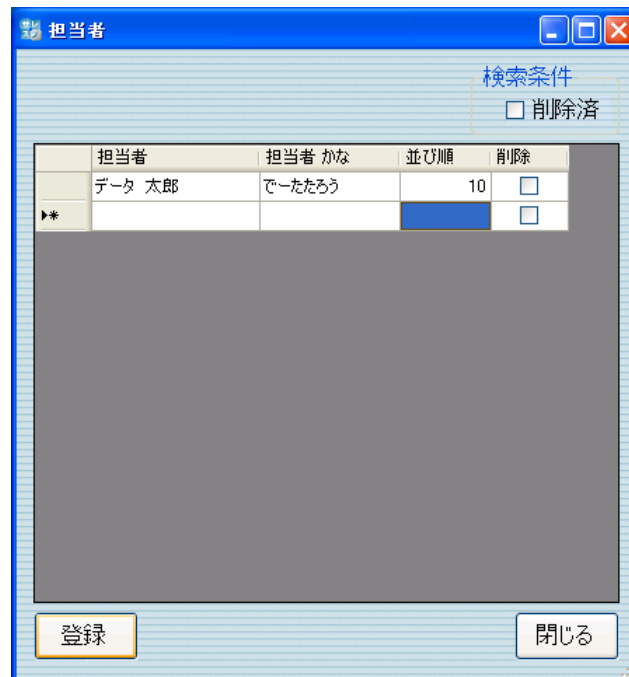 担当者
検索条件
削除済
担当者 担当者 かな 並び順 削除
データ 太郎 でーたたろう 10
登録 閉じる